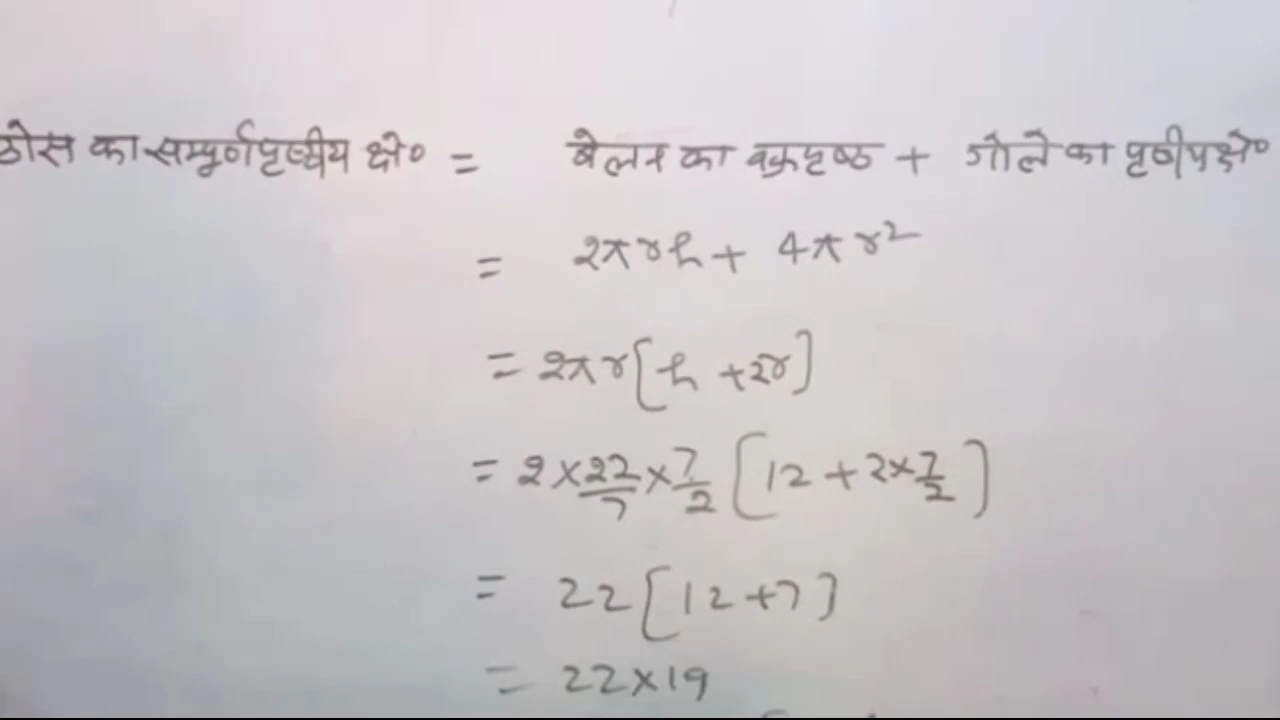 ठोस का सम्पूर्ण पृष्ठीय क्षे० = बेलन का वक्रपृष्ठ + गोले का पृष्ठीय क्षे०
= 2πrh + 4πr²
= 2πr[h + 2r]
= 2 × 22/7 × 7/2 [12 + 2 × 7/2]
= 22[12 + 7]
= 22 × 19